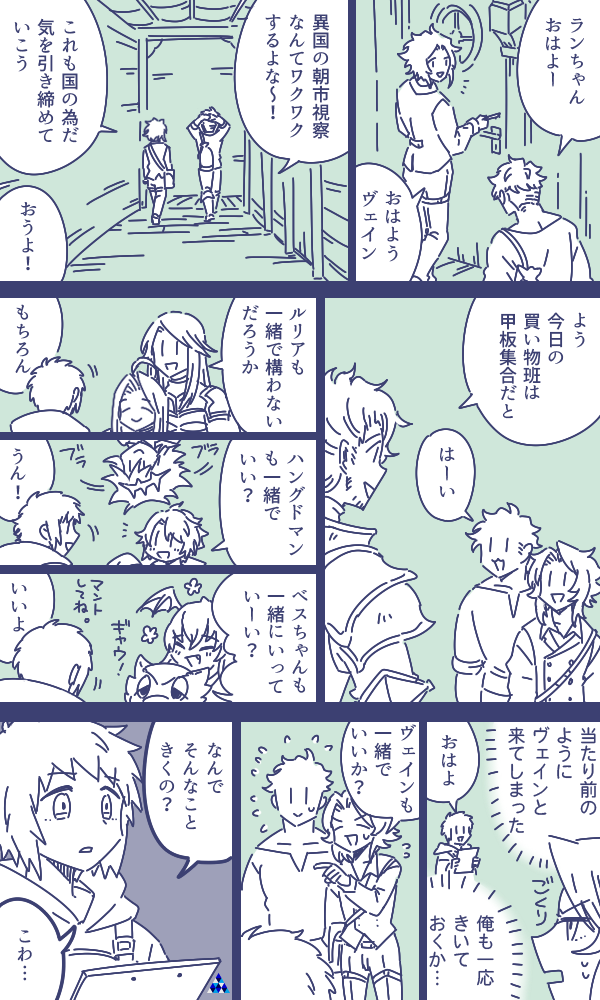 ランちゃん
おはよー
おはよう
ヴェイン
異国の朝市視察
なんてワクワク
するよな～！
これも国の為だ
気を引き締めて
いこう
おうよ！
よう
今日の
買い物班は
甲板集合だと
はーい
ルリアも
一緒で構わない
だろうか
もちろん
ハングドマン
も一緒で
いい？
ブラ
ブラ
うん！
ベスちゃんも
一緒にいって
いーい？
ギャウ！
マント
してね。
いいよ
当たり前の
ように
ヴェインと
来てしまった
おはよ
ごくり
俺も一応
きいて
おくか…
ヴェインも
一緒で
いいか？
なんで
そんなこと
きくの？
こわ…